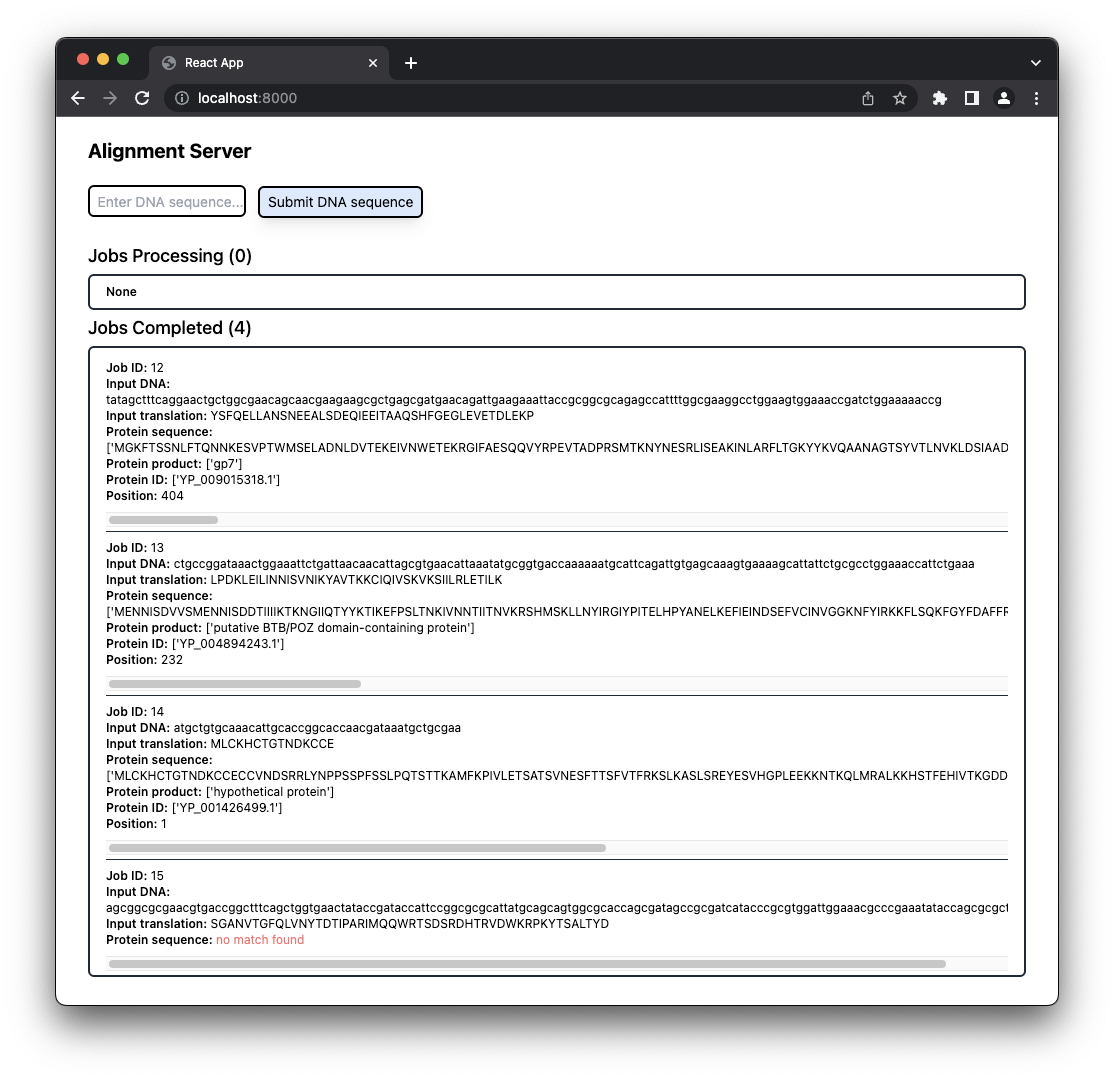 React App
localhost:8000
Alignment Server
Enter DNA sequence...
Submit DNA sequence
Jobs Processing (0)
None
Jobs Completed (4)
Job ID: 12
Input DNA:
tatagctttcaggaactgctggcgaacagcaacgaagaagcgctgagcgatgaacagattgaagaaattaccgcggcgcagagccattttggcgaaggcctggaagtggaaaccgatctggaaaaaccg
Input translation: YSFQELLANSNEEALSDEQIEEITAAQSHFGEGLEVETDLEKP
Protein sequence:
['MGKFTSSNLFTQNNKESVPTWMSELADNLDVTEKEIVNWETEKRGIFAESQQVYRPEVTADPRSMTKNYNESRLISEAKINLARFLTGKYYKVQAANAGTSYVTLNVKLDSIAAD
Protein product: ['gp7']
Protein ID: ['YP_009015318.1']
Position: 404
Job ID: 13
Input DNA: ctgccggataaactggaaattctgattaacaacattagcgtgaacattaaatatgcggtgaccaaaaaatgcattcagattgtgagcaaagtgaaaagcattattctgcgcctggaaaccattctgaaa
Input translation: LPDKLEILINNISVNIKYAVTKKCIQIVSKVKSIILRLETILK
Protein sequence:
['MENNISDVVSMENNISDDTIIIIKTKNGIIQTYYKTIKEFPSLTNKIVNNTIITNVKRSHMSKLLNYIRGIYPITELHPYANELKEFIEINDSEFVCINVGGKNFYIRKKFLSQKFGYFDAFFR
Protein product: ['putative BTB/POZ domain-containing protein']
Protein ID: ['YP_004894243.1']
Position: 232
Job ID: 14
Input DNA: atgctgtgcaaacattgcaccggcaccaacgataaatgctgcgaa
Input translation: MLCKHCTGTNDKCCE
Protein sequence:
['MLCKHCTGTNDKCCECCVNDSRRLYNPPSSPFSSLPQTSTTKAMFKPIVLETSATSVNESFTTSFVTFRKSLKASLSREYESVHGPLEEKKNTKQLMRALKKHSTFEHIVTKGDD
Protein product: ['hypothetical protein']
Protein ID: ['YP_001426499.1']
Position: 1
Job ID: 15
Input DNA:
agcggcgcgaacgtgaccggctttcagctggtgaactataccgataccattccggcgcgcattatgcagcagtggcgcaccagcgatagccgcgatcatacccgcgtggattggaaacgcccgaaatataccagcgcgct
Input translation: SGANVTGFQLVNYTDTIPARIMQQWRTSDSRDHTRVDWKRPKYTSALTYD
Protein sequence: no match found